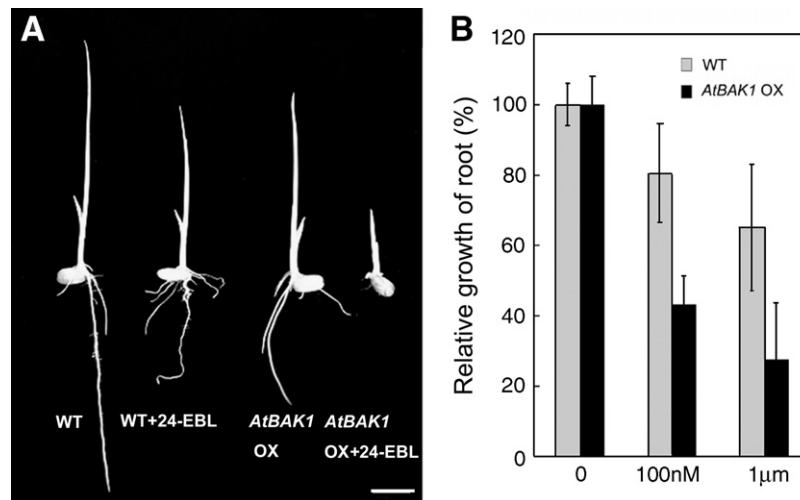 A
WT
WT+24-EBL
AtBAK1
OX
AtBAK1
OX+24-EBL
B
Relative growth of root (%)
120
100
80
60
40
20
0
WT
AtBAK1 OX
0
100nM
1μm